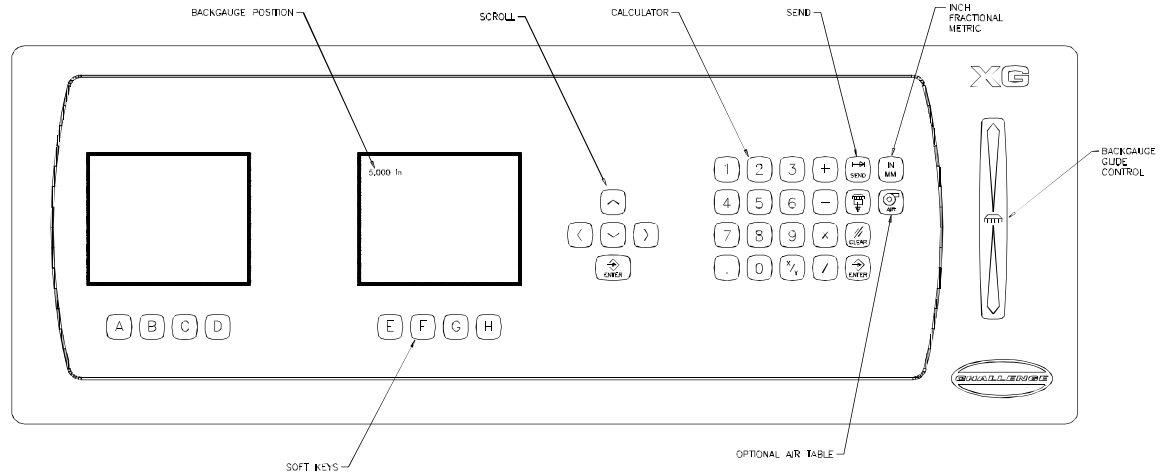 BACKGAUGE POSITION
SCROLL
CALCULATOR
SEND
INCH
FRACTIONAL
METRIC
XG
5.000 in
1 2 3 + SEND IN MM
4 5 6 - AIR
7 8 9 × CLEAR
. 0 X/Y / ENTER
ENTER
BACKGAUGE
GLIDE
CONTROL
A B C D
E F G H
CHALLENGE
SOFT KEYS
OPTIONAL AIR TABLE